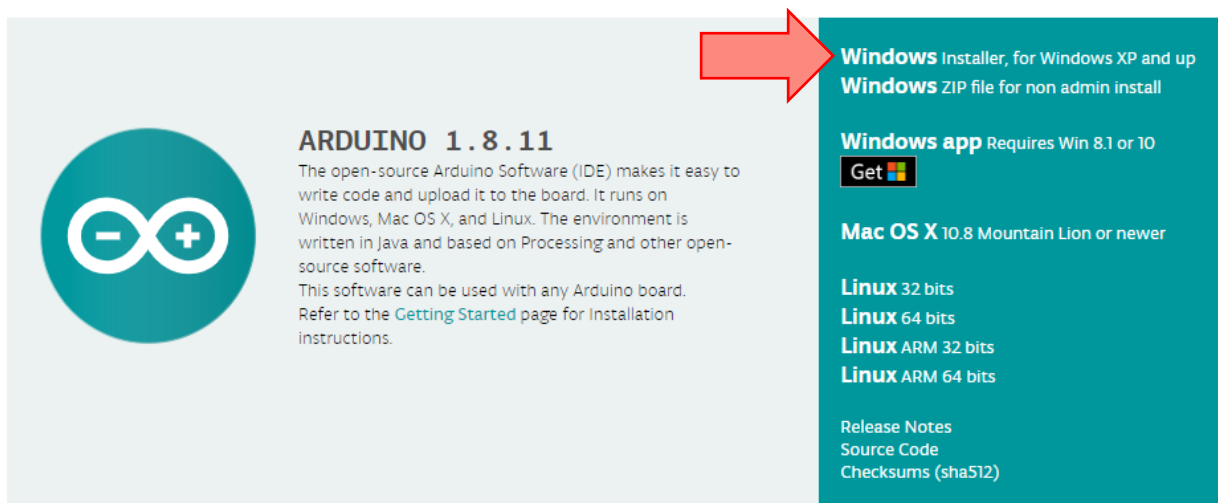 ARDUINO 1.8.11
The open-source Arduino Software (IDE) makes it easy to
write code and upload it to the board. It runs on
Windows, Mac OS X, and Linux. The environment is
written in Java and based on Processing and other open-
source software.
This software can be used with any Arduino board.
Refer to the Getting Started page for Installation
instructions.
Windows Installer, for Windows XP and up
Windows ZIP file for non admin install
Windows app Requires Win 8.1 or 10
Get
Mac OS X 10.8 Mountain Lion or newer
Linux 32 bits
Linux 64 bits
Linux ARM 32 bits
Linux ARM 64 bits
Release Notes
Source Code
Checksums (sha512)